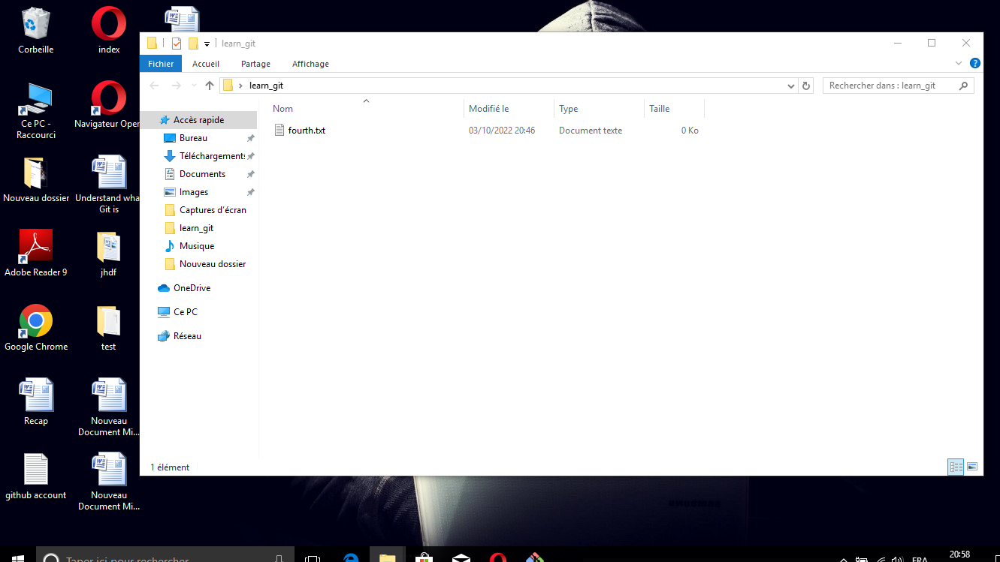 Corbeille
index
Ce PC -
Raccourci
Navigateur Oper
Nouveau dossier
Understand wha
Git is
Adobe Reader 9
jhdf
Google Chrome
test
Recap
Nouveau
Document Mi...
github account
Nouveau
Document Mi...
learn_git
Fichier
Accueil
Partage
Affichage
?
learn_git
Rechercher dans : learn_git
Nom
Modifié le
Type
Taille
fourth.txt
03/10/2022 20:46
Document texte
0 Ko
Accès rapide
Bureau
Téléchargements
Documents
Images
Captures d'écran
learn_git
Musique
Nouveau dossier
OneDrive
Ce PC
Réseau
1 élément
SAMSUNG
Taper ici pour rechercher
FRA
20:58